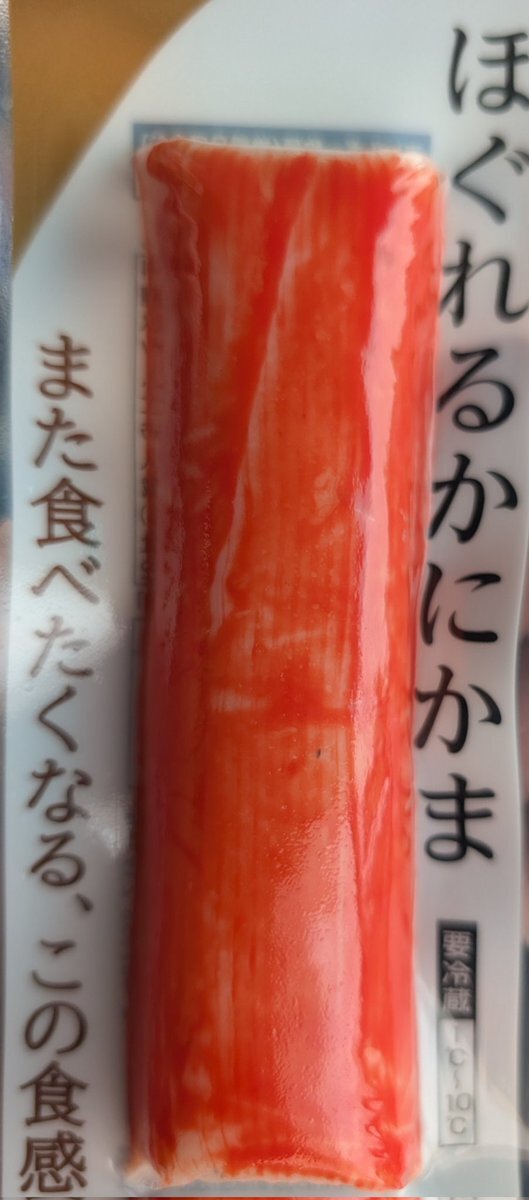 ほぐれるかにかま
また食べたくなる、この食感
要冷蔵
1℃～10℃